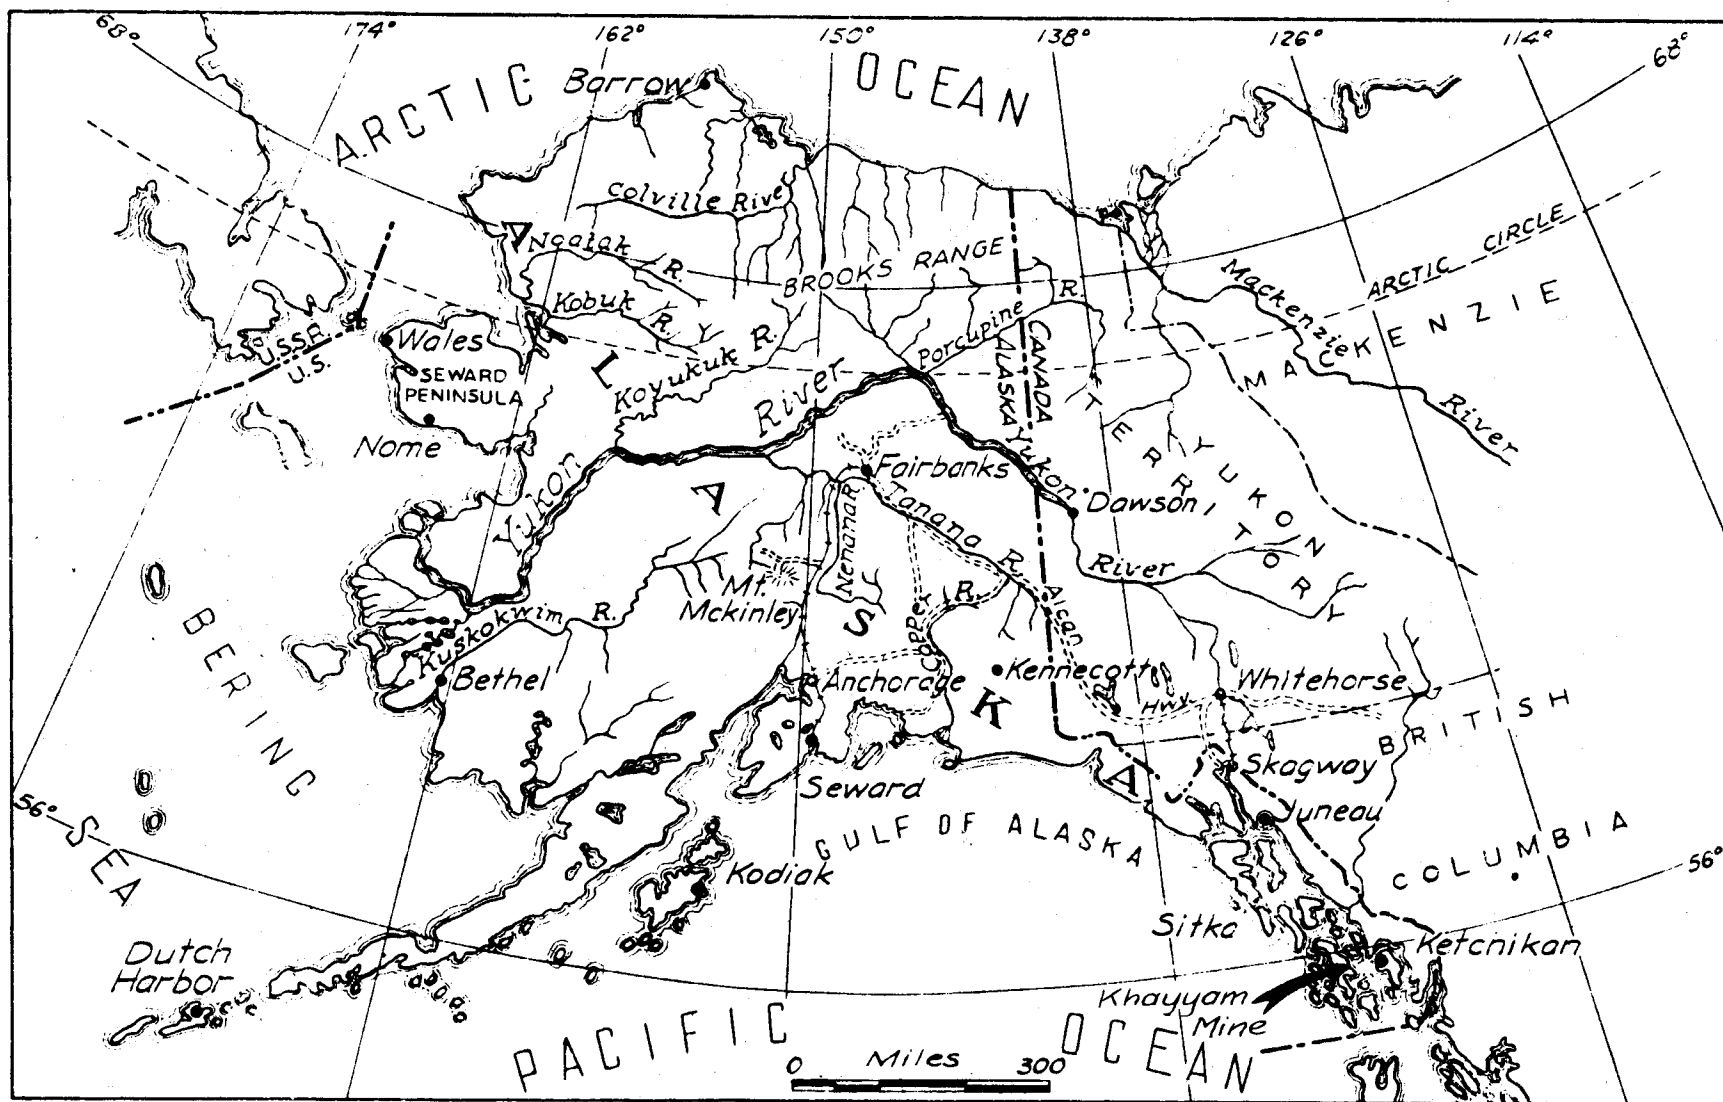 68° 174° 162° 150° 138° 126° 114° 68°
ARCTIC OCEAN
Barrow
Colville River
Noatak R.
BROOKS RANGE
ARCTIC CIRCLE
Kobuk R.
Koyukuk R.
Porcupine R.
Mackenzie River
MACKENZIE
U.S.S.R.
U.S.
Wales
SEWARD
PENINSULA
Nome
CANADA
ALASKA
ALASKA
Yukon River
Fairbanks
Tanana R.
Nenana R.
Yukon River
Dawson
YUKON
TERRITORY
Mt.
Mckinley
Copper R.
Alcan Hwy.
Kuskokwim R.
Bethel
Anchorage
Kennecott
Whitehorse
BRITISH
COLUMBIA
BERING
SEA
Seward
Skagway
Juneau
GULF OF ALASKA
Kodiak
56° 56°
Sitka
Ketcnikan
Dutch
Harbor
Khayyam
Mine
PACIFIC OCEAN
0 Miles 300